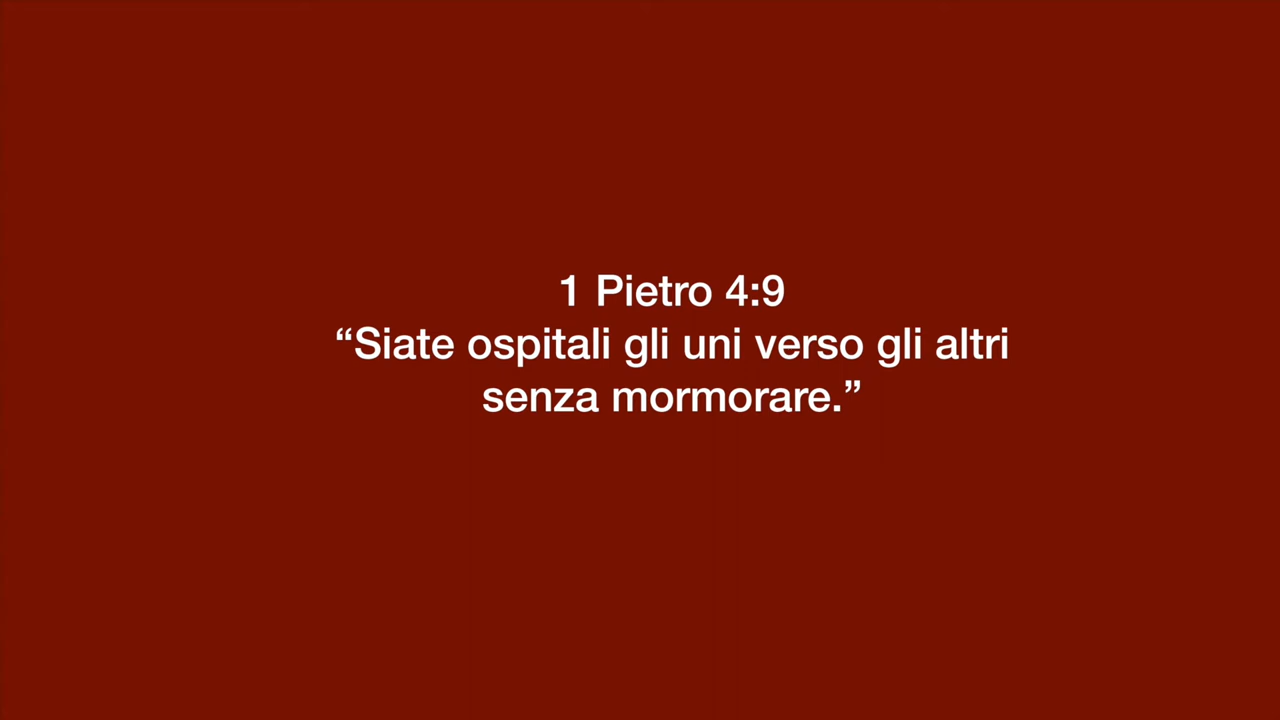 1 Pietro 4:9
“Siate ospitali gli uni verso gli altri
senza mormorare.”